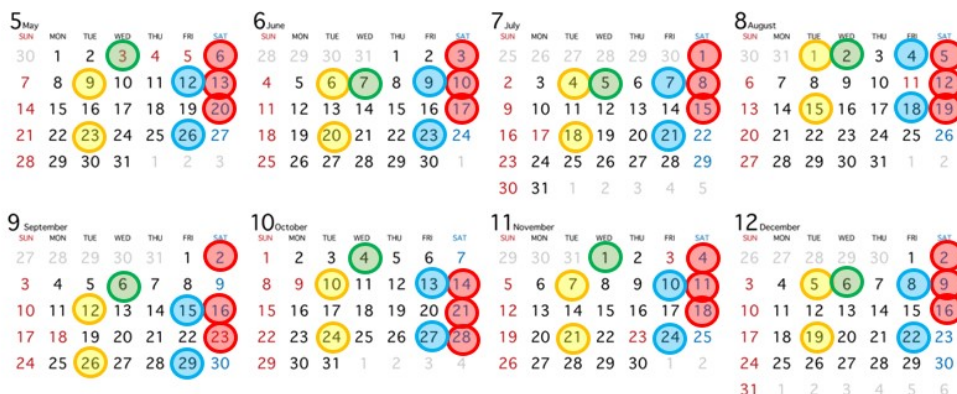 5 May
SUN MON TUE WED THU FRI SAT
30 1 2 3 4 5 6
7 8 9 10 11 12 13
14 15 16 17 18 19 20
21 22 23 24 25 26 27
28 29 30 31 1 2 3
6 June
SUN MON TUE WED THU FRI SAT
28 29 30 31 1 2 3
4 5 6 7 8 9 10
11 12 13 14 15 16 17
18 19 20 21 22 23 24
25 26 27 28 29 30 1
7 July
SUN MON TUE WED THU FRI SAT
25 26 27 28 29 30 1
2 3 4 5 6 7 8
9 10 11 12 13 14 15
16 17 18 19 20 21 22
23 24 25 26 27 28 29
30 31 1 2 3 4 5
8 August
SUN MON TUE WED THU FRI SAT
30 31 1 2 3 4 5
6 7 8 9 10 11 12
13 14 15 16 17 18 19
20 21 22 23 24 25 26
27 28 29 30 31 1 2
9 September
SUN MON TUE WED THU FRI SAT
27 28 29 30 31 1 2
3 4 5 6 7 8 9
10 11 12 13 14 15 16
17 18 19 20 21 22 23
24 25 26 27 28 29 30
10 October
SUN MON TUE WED THU FRI SAT
1 2 3 4 5 6 7
8 9 10 11 12 13 14
15 16 17 18 19 20 21
22 23 24 25 26 27 28
29 30 31 1 2 3 4
11 November
SUN MON TUE WED THU FRI SAT
29 30 31 1 2 3 4
5 6 7 8 9 10 11
12 13 14 15 16 17 18
19 20 21 22 23 24 25
26 27 28 29 30 1 2
12 December
SUN MON TUE WED THU FRI SAT
26 27 28 29 30 1 2
3 4 5 6 7 8 9
10 11 12 13 14 15 16
17 18 19 20 21 22 23
24 25 26 27 28 29 30
31 1 2 3 4 5 6